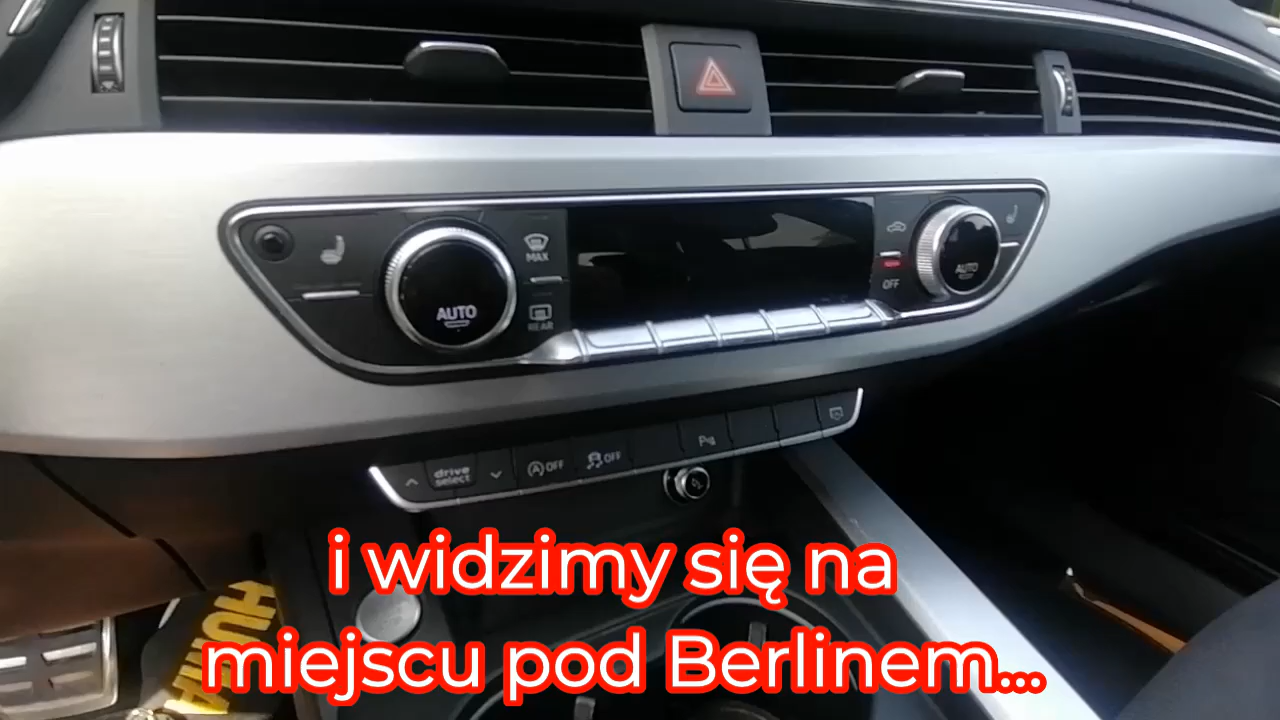 MAX
AUTO
REAR
AUTO
OFF
drive
select
OFF
OFF
P
i widzimy się na
miejscu pod Berlinem...